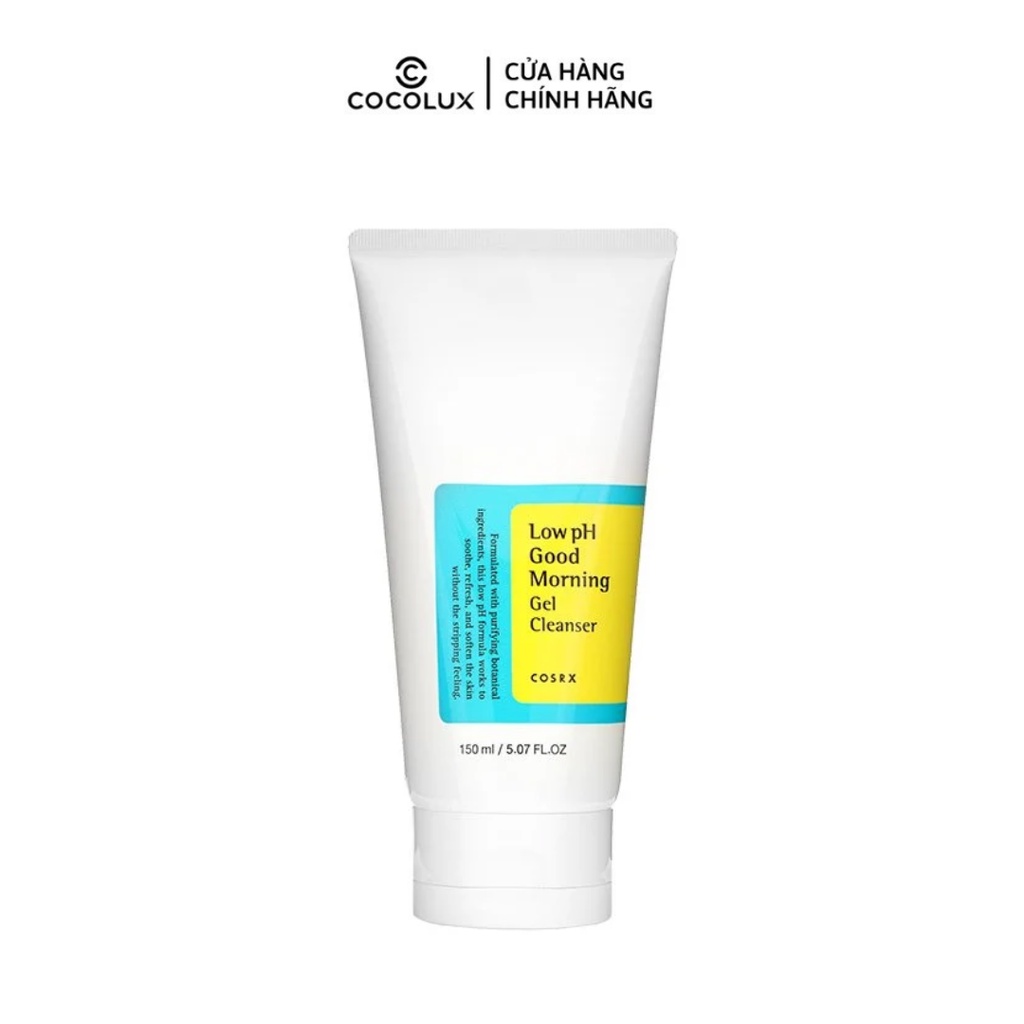 COCOLUX
CỬA HÀNG
CHÍNH HÃNG
Formulated with purifying botanical
ingredients, this low pH formula works to
soothe, refresh, and soften the skin
without the stripping feeling.
Low pH
Good
Morning
Gel
Cleanser
COSRX
150 ml / 5.07 FL.OZ